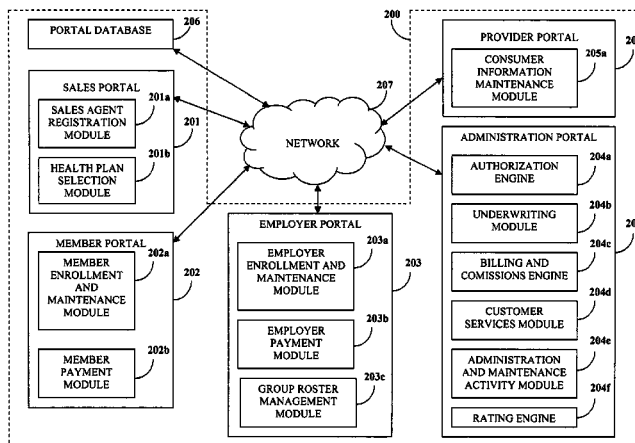 PORTAL DATABASE
206
SALES PORTAL
201a
SALES AGENT
REGISTRATION
MODULE
201
201b
HEALTH PLAN
SELECTION
MODULE
MEMBER PORTAL
202a
MEMBER
ENROLLMENT
AND
MAINTENANCE
MODULE
202
202b
MEMBER
PAYMENT
MODULE
200
207
NETWORK
EMPLOYER PORTAL
203a
EMPLOYER
ENROLLMENT AND
MAINTENANCE
MODULE
203
203b
EMPLOYER
PAYMENT
MODULE
203c
GROUP ROSTER
MANAGEMENT
MODULE
PROVIDER PORTAL
20
CONSUMER
INFORMATION
MAINTENANCE
MODULE
205a
ADMINISTRATION PORTAL
AUTHORIZATION
ENGINE
204a
UNDERWRITING
MODULE
204b
20
BILLING AND
COMISSIONS ENGINE
204c
CUSTOMER
SERVICES MODULE
204d
ADMINISTRATION
AND MAINTENANCE
ACTIVITY MODULE
204e
RATING ENGINE
204f